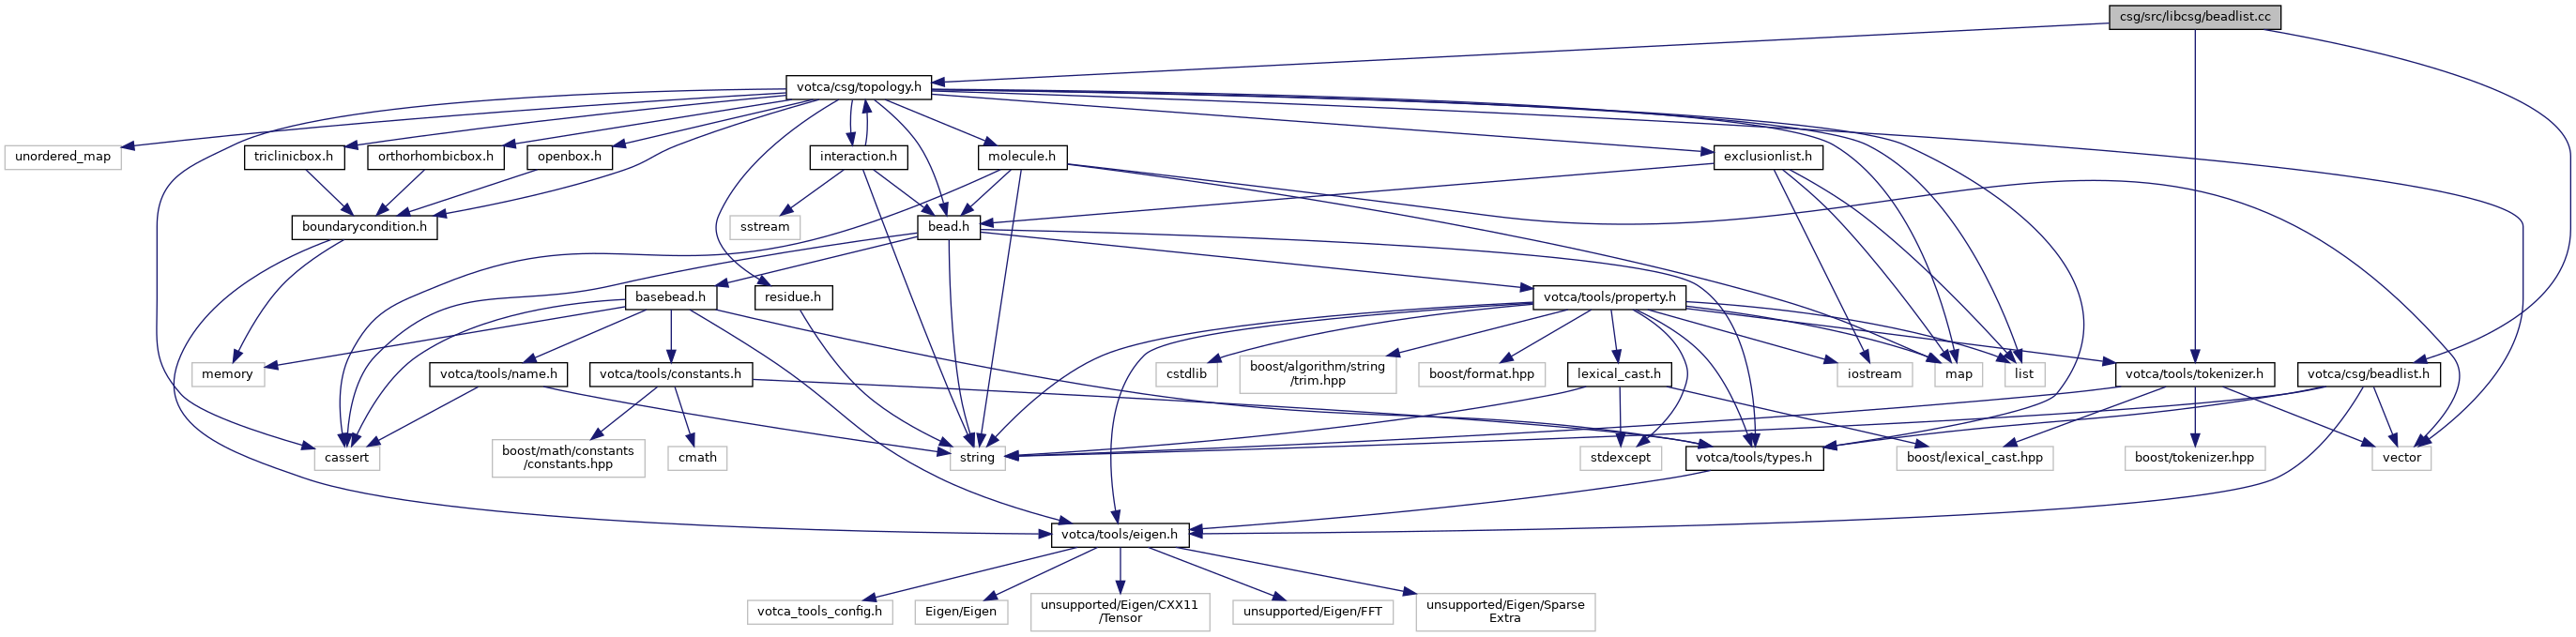 csg/src/libcsg/beadlist.cc
votca/csg/topology.h
unordered_map
triclinicbox.h
orthorhombicbox.h
openbox.h
interaction.h
molecule.h
exclusionlist.h
boundarycondition.h
sstream
bead.h
basebead.h
residue.h
votca/tools/property.h
memory
votca/tools/name.h
votca/tools/constants.h
cstdlib
boost/algorithm/string
/trim.hpp
boost/format.hpp
lexical_cast.h
iostream
map
list
votca/tools/tokenizer.h
votca/csg/beadlist.h
cassert
boost/math/constants
/constants.hpp
cmath
string
stdexcept
votca/tools/types.h
boost/lexical_cast.hpp
boost/tokenizer.hpp
vector
votca/tools/eigen.h
votca_tools_config.h
Eigen/Eigen
unsupported/Eigen/CXX11
/Tensor
unsupported/Eigen/FFT
unsupported/Eigen/Sparse
Extra